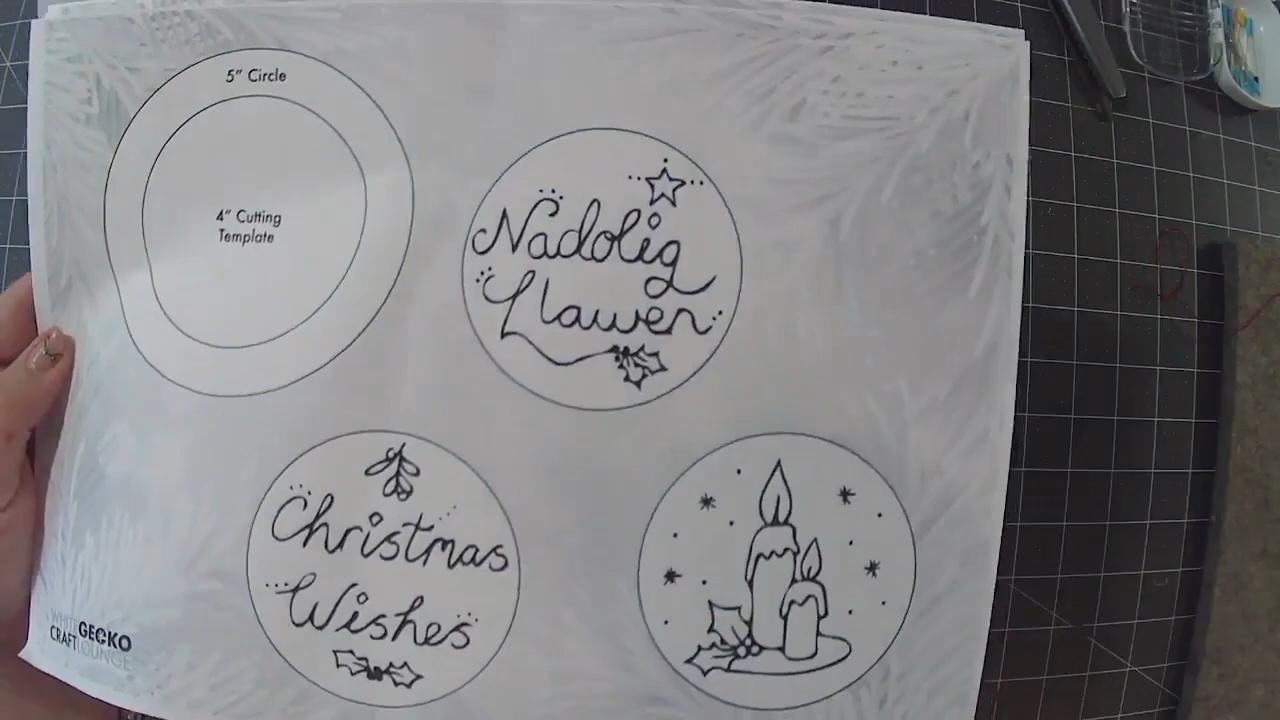 5" Circle
4" Cutting
Template
Nadolig
Llawen
Christmas
Wishes
WHITE GECKO
CRAFT LOUNGE